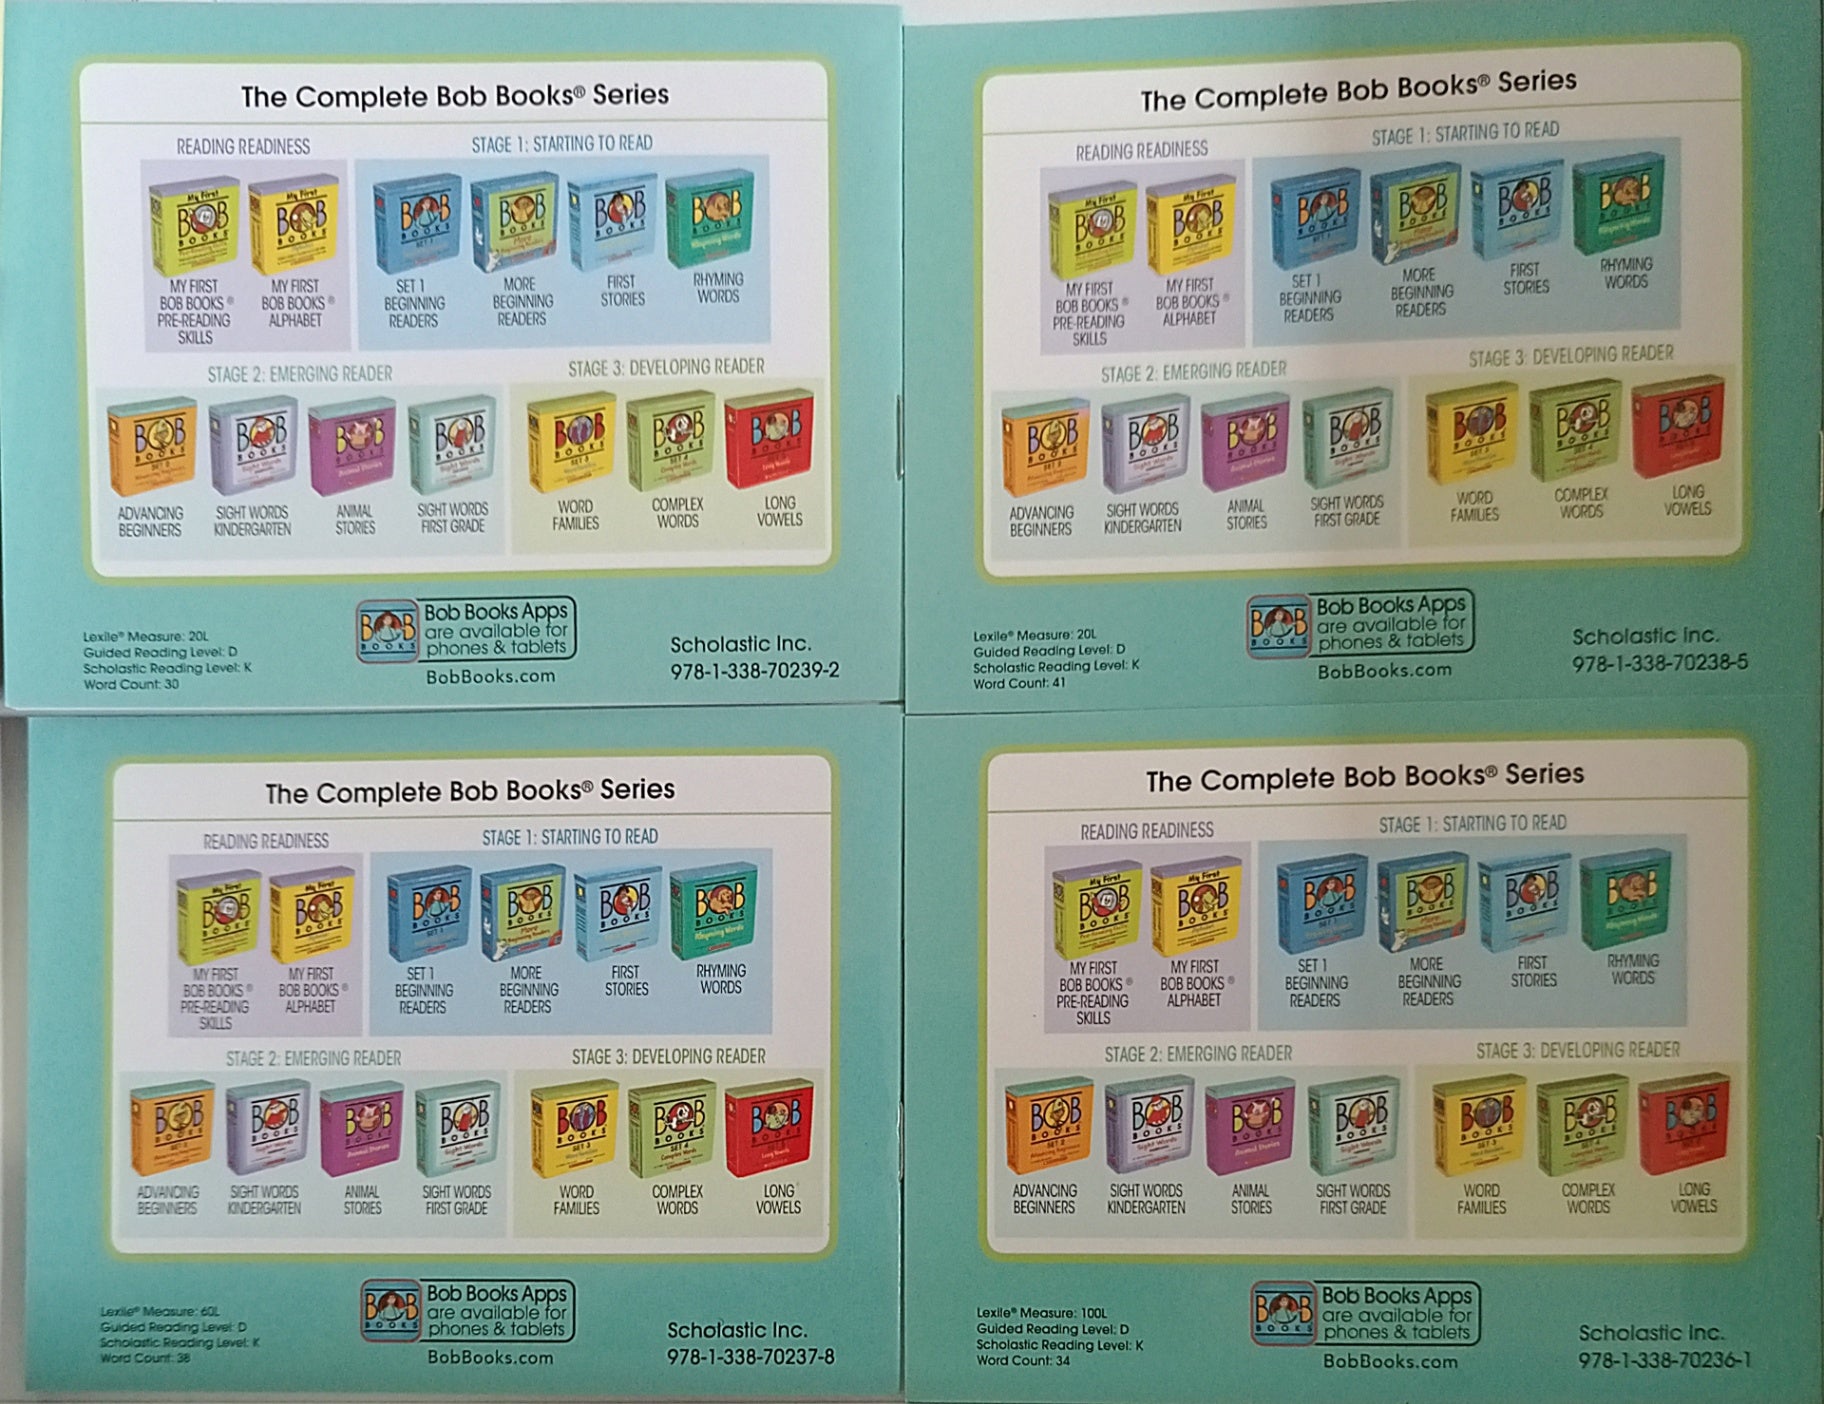 The Complete Bob Books® Series
READING READINESS
MY FIRST
BOB BOOKS®
PRE-READING
SKILLS
MY FIRST
BOB BOOKS®
ALPHABET
STAGE 1: STARTING TO READ
SET 1
BEGINNING
READERS
MORE
BEGINNING
READERS
FIRST
STORIES
RHYMING
WORDS
STAGE 2: EMERGING READER
ADVANCING
BEGINNERS
SIGHT WORDS
KINDERGARTEN
ANIMAL
STORIES
SIGHT WORDS
FIRST GRADE
STAGE 3: DEVELOPING READER
WORD
FAMILIES
COMPLEX
WORDS
LONG
VOWELS
Lexile® Measure: 20L
Guided Reading Level: D
Scholastic Reading Level: K
Word Count: 30
BOB
BOOKS
Bob Books Apps
are available for
phones & tablets
BobBooks.com
Scholastic Inc.
978-1-338-70239-2
The Complete Bob Books® Series
READING READINESS
MY FIRST
BOB BOOKS®
PRE-READING
SKILLS
MY FIRST
BOB BOOKS®
ALPHABET
STAGE 1: STARTING TO READ
SET 1
BEGINNING
READERS
MORE
BEGINNING
READERS
FIRST
STORIES
RHYMING
WORDS
STAGE 2: EMERGING READER
ADVANCING
BEGINNERS
SIGHT WORDS
KINDERGARTEN
ANIMAL
STORIES
SIGHT WORDS
FIRST GRADE
STAGE 3: DEVELOPING READER
WORD
FAMILIES
COMPLEX
WORDS
LONG
VOWELS
Lexile® Measure: 20L
Guided Reading Level: D
Scholastic Reading Level: K
Word Count: 41
BOB
BOOKS
Bob Books Apps
are available for
phones & tablets
BobBooks.com
Scholastic Inc.
978-1-338-70238-5
The Complete Bob Books® Series
READING READINESS
MY FIRST
BOB BOOKS®
PRE-READING
SKILLS
MY FIRST
BOB BOOKS®
ALPHABET
STAGE 1: STARTING TO READ
SET 1
BEGINNING
READERS
MORE
BEGINNING
READERS
FIRST
STORIES
RHYMING
WORDS
STAGE 2: EMERGING READER
ADVANCING
BEGINNERS
SIGHT WORDS
KINDERGARTEN
ANIMAL
STORIES
SIGHT WORDS
FIRST GRADE
STAGE 3: DEVELOPING READER
WORD
FAMILIES
COMPLEX
WORDS
LONG
VOWELS
Lexile® Measure: 60L
Guided Reading Level: D
Scholastic Reading Level: K
Word Count: 38
BOB
BOOKS
Bob Books Apps
are available for
phones & tablets
BobBooks.com
Scholastic Inc.
978-1-338-70237-8
The Complete Bob Books® Series
READING READINESS
MY FIRST
BOB BOOKS®
PRE-READING
SKILLS
MY FIRST
BOB BOOKS®
ALPHABET
STAGE 1: STARTING TO READ
SET 1
BEGINNING
READERS
MORE
BEGINNING
READERS
FIRST
STORIES
RHYMING
WORDS
STAGE 2: EMERGING READER
ADVANCING
BEGINNERS
SIGHT WORDS
KINDERGARTEN
ANIMAL
STORIES
SIGHT WORDS
FIRST GRADE
STAGE 3: DEVELOPING READER
WORD
FAMILIES
COMPLEX
WORDS
LONG
VOWELS
Lexile® Measure: 100L
Guided Reading Level: D
Scholastic Reading Level: K
Word Count: 34
BOB
BOOKS
Bob Books Apps
are available for
phones & tablets
BobBooks.com
Scholastic Inc.
978-1-338-70236-1